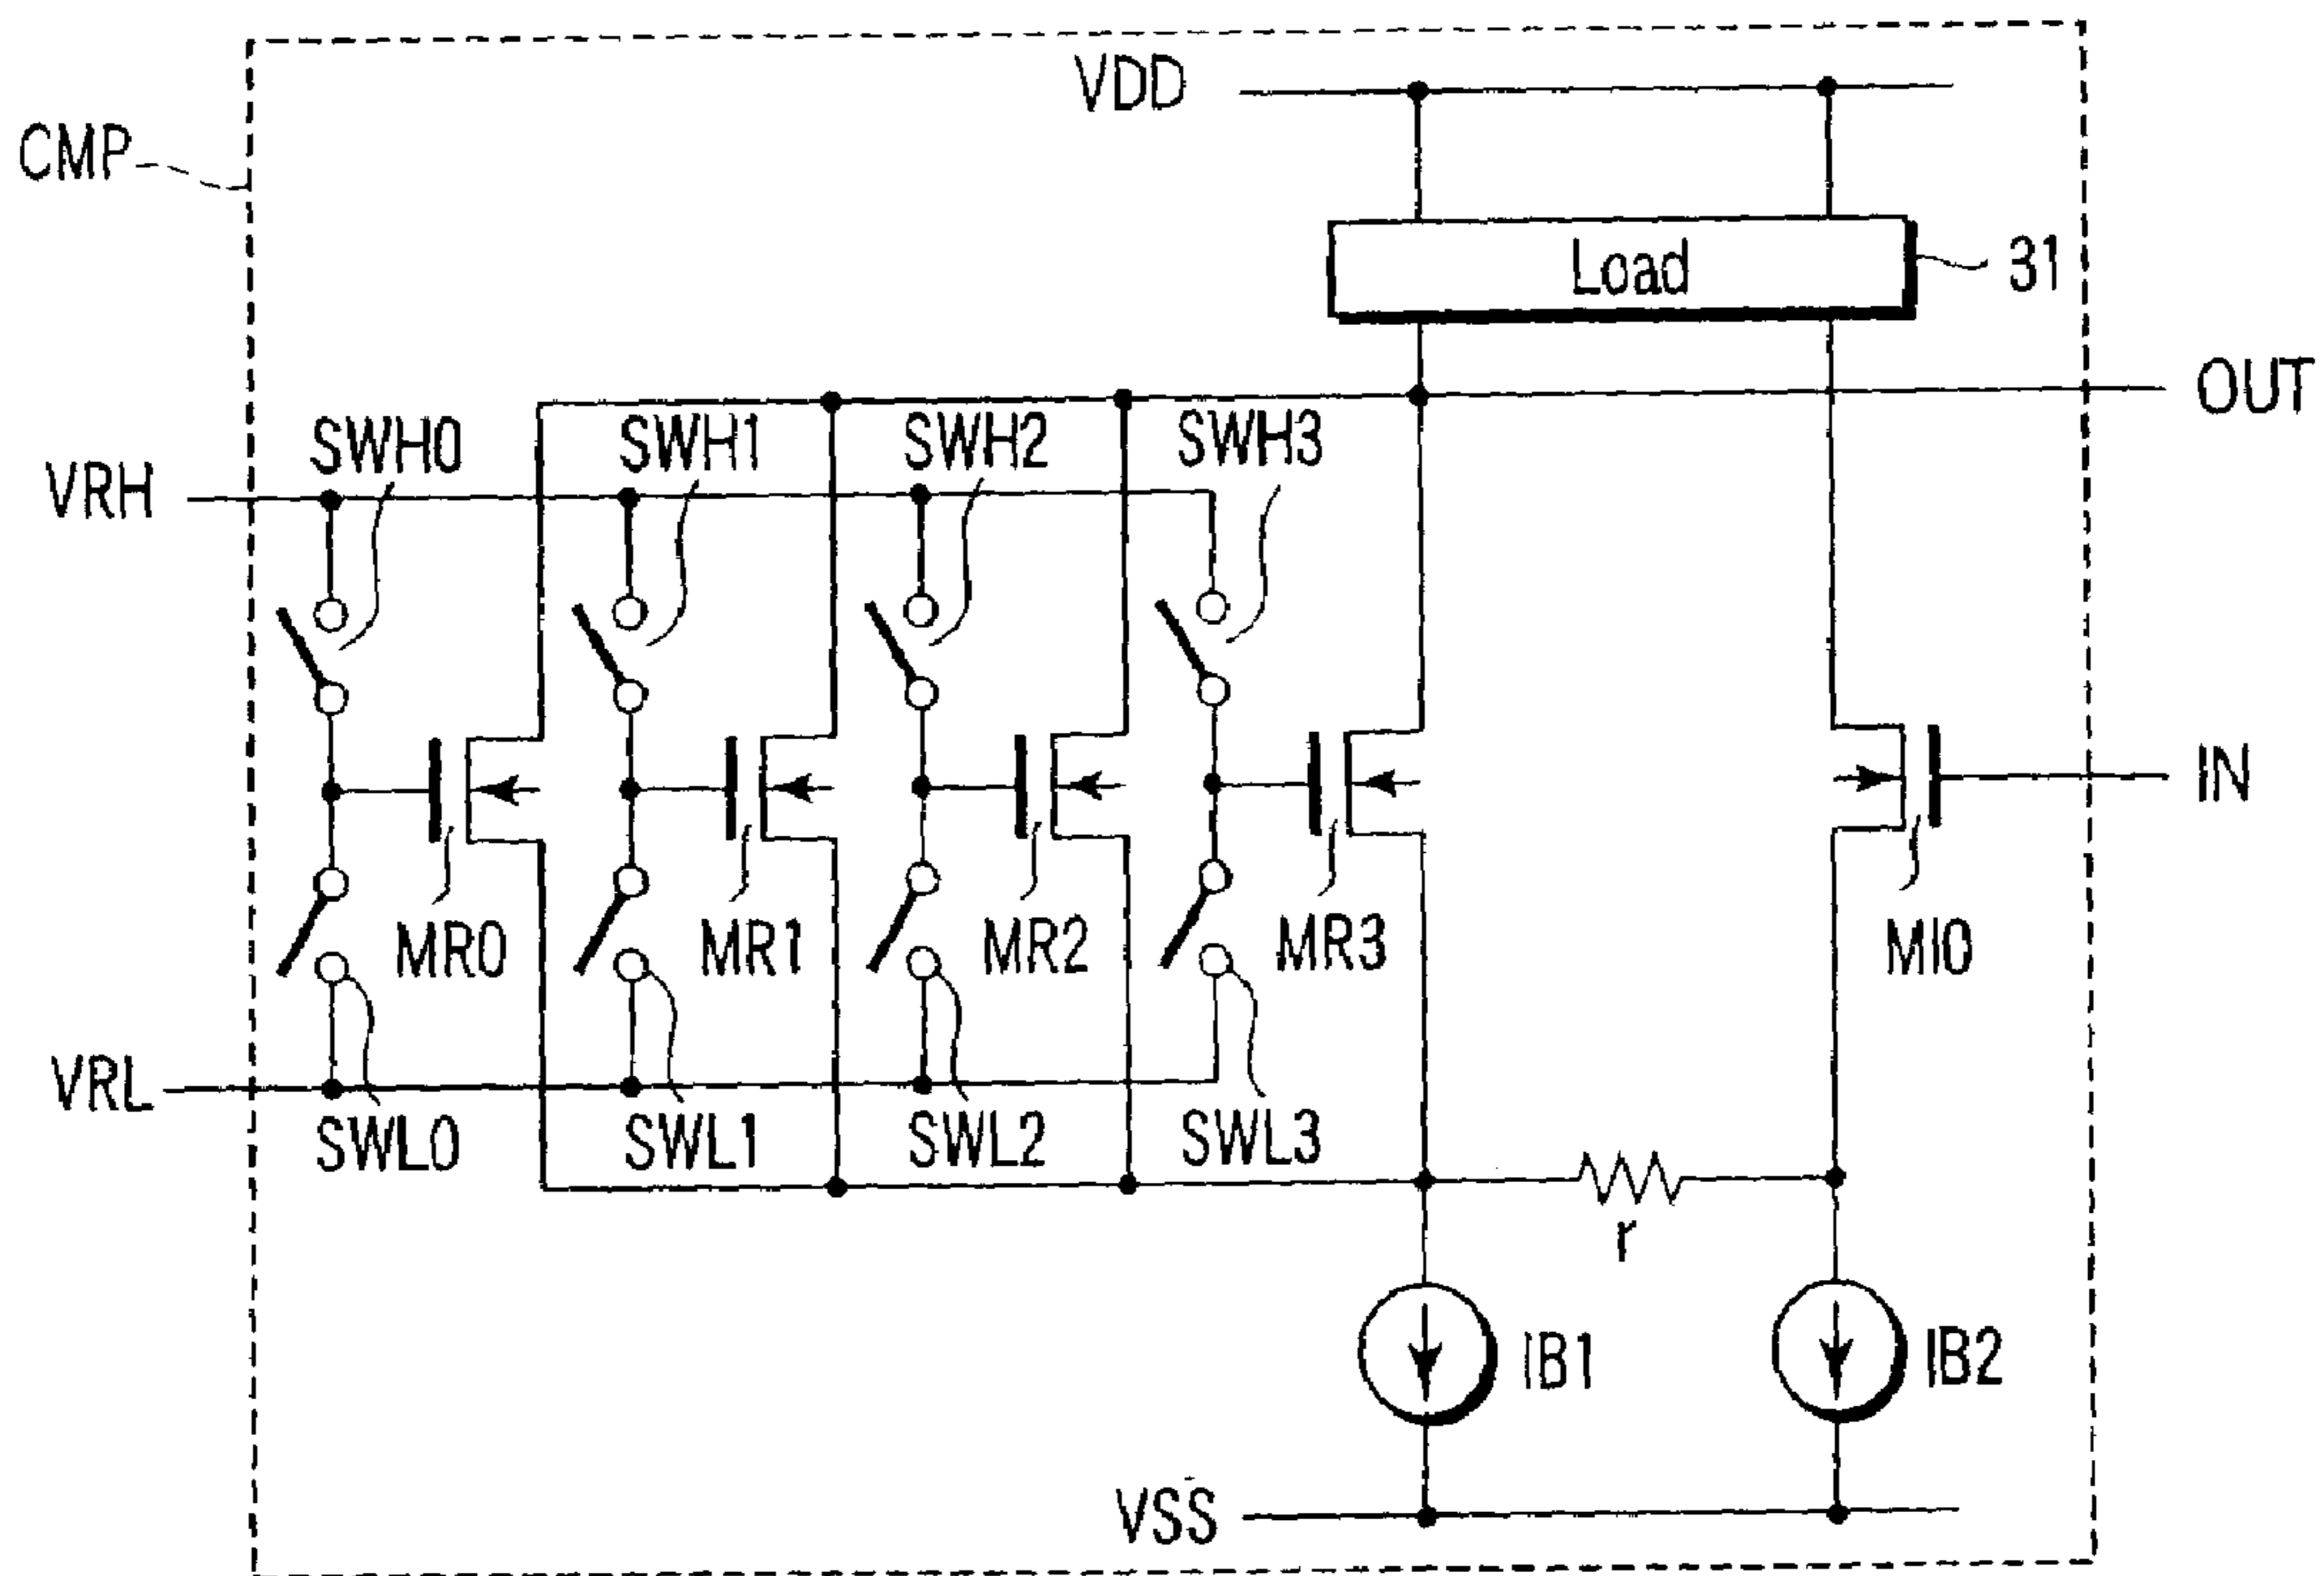 VDD
CMP
Load
31
OUT
SWH0
SWH1
SWH2
SWH3
VRH
IN
MR0
MR1
MR2
MR3
MI0
VRL
SWL0
SWL1
SWL2
SWL3
r
IB1
IB2
VSS